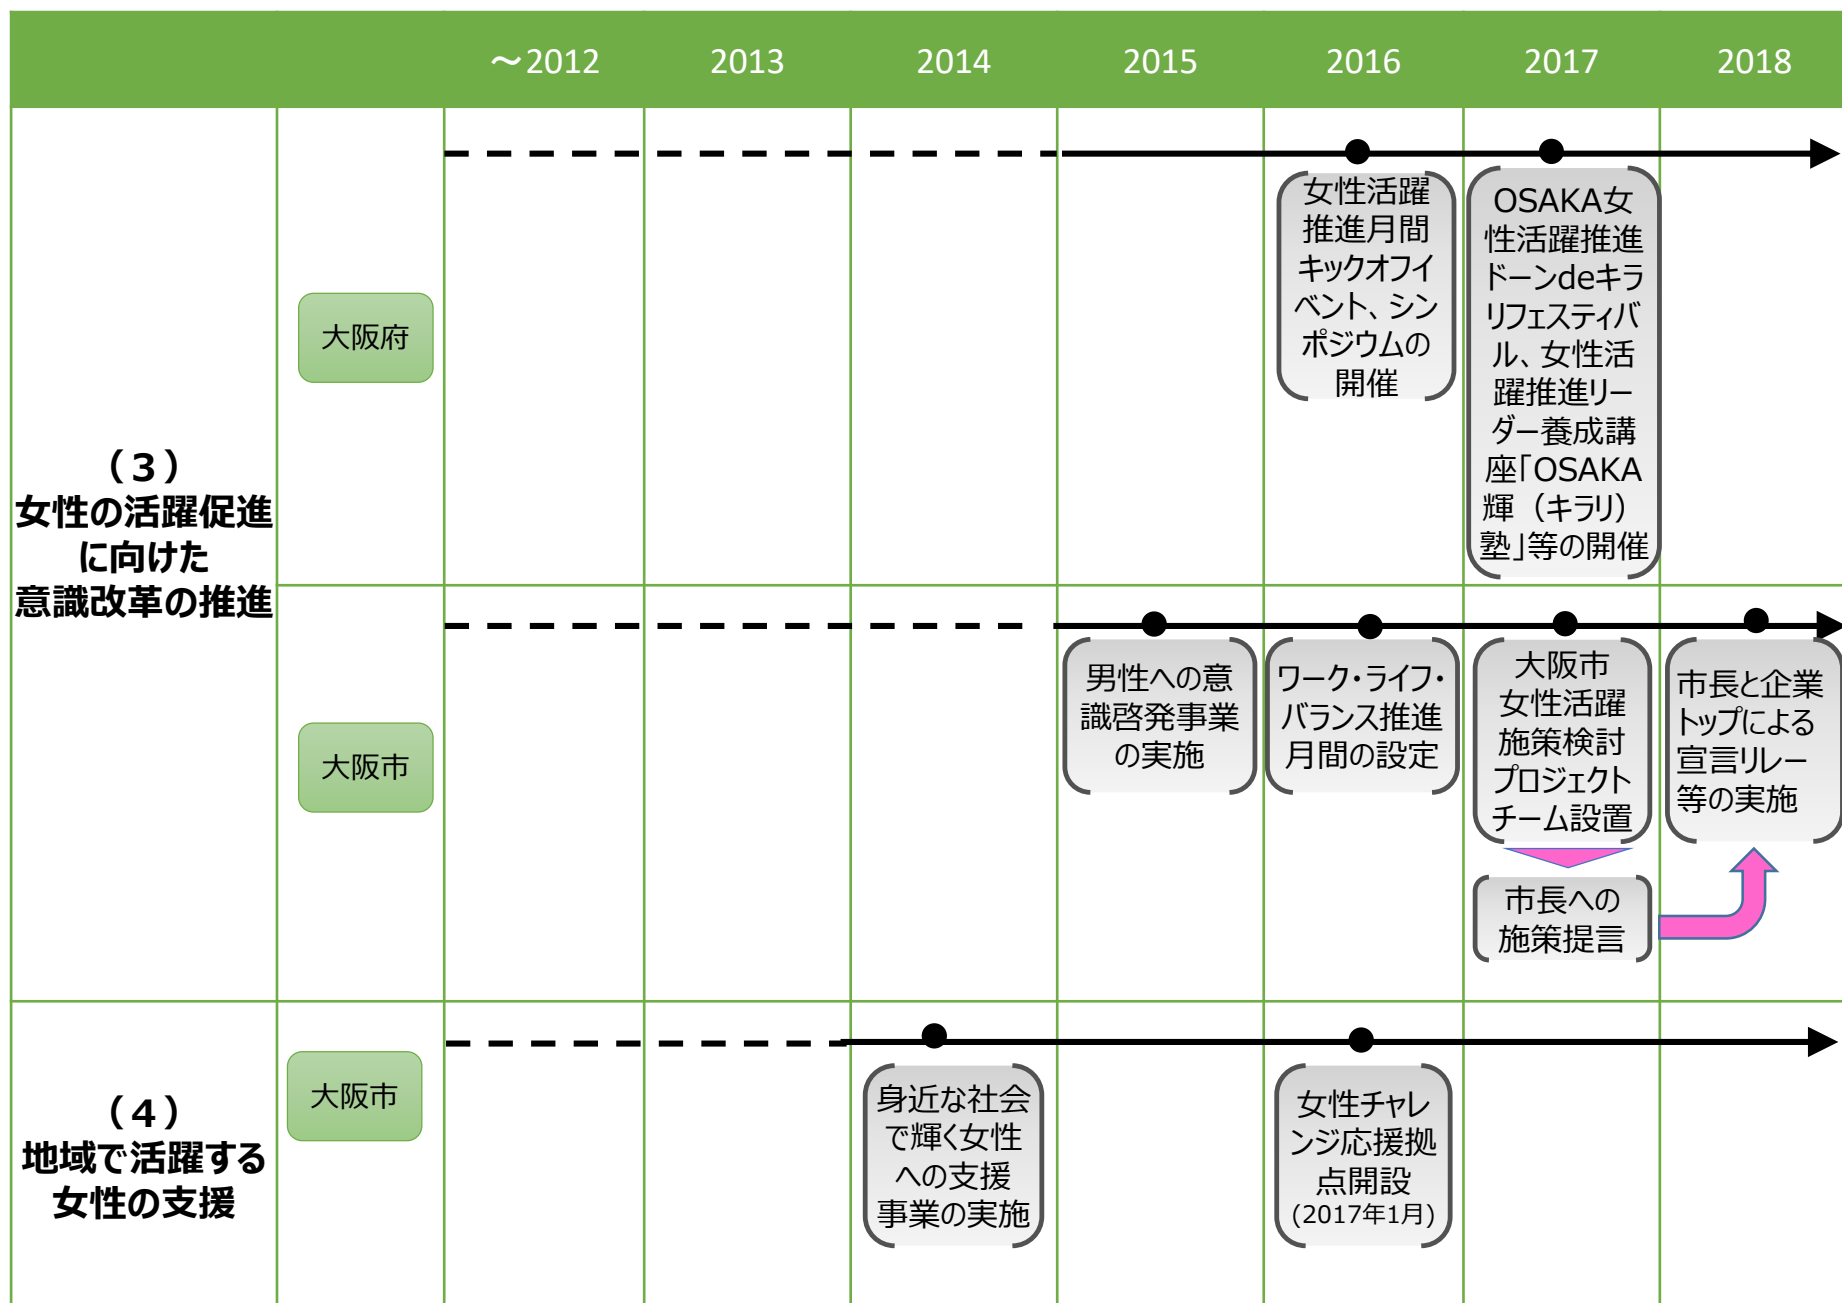 ～2012 2013 2014 2015 2016 2017 2018
（３）
女性の活躍促進
に向けた
意識改革の推進
大阪府
女性活躍
推進月間
キックオフイ
ベント、シン
ポジウムの
開催
OSAKA女
性活躍推進
ドーンdeキラ
リフェスティバ
ル、女性活
躍推進リー
ダー養成講
座「OSAKA
輝（キラリ）
塾」等の開催
大阪市
男性への意
識啓発事業
の実施
ワーク・ライフ・
バランス推進
月間の設定
大阪市
女性活躍
施策検討
プロジェクト
チーム設置
市長への
施策提言
市長と企業
トップによる
宣言リレー
等の実施
（４）
地域で活躍する
女性の支援
大阪市
身近な社会
で輝く女性
への支援
事業の実施
女性チャレ
ンジ応援拠
点開設
(2017年1月)